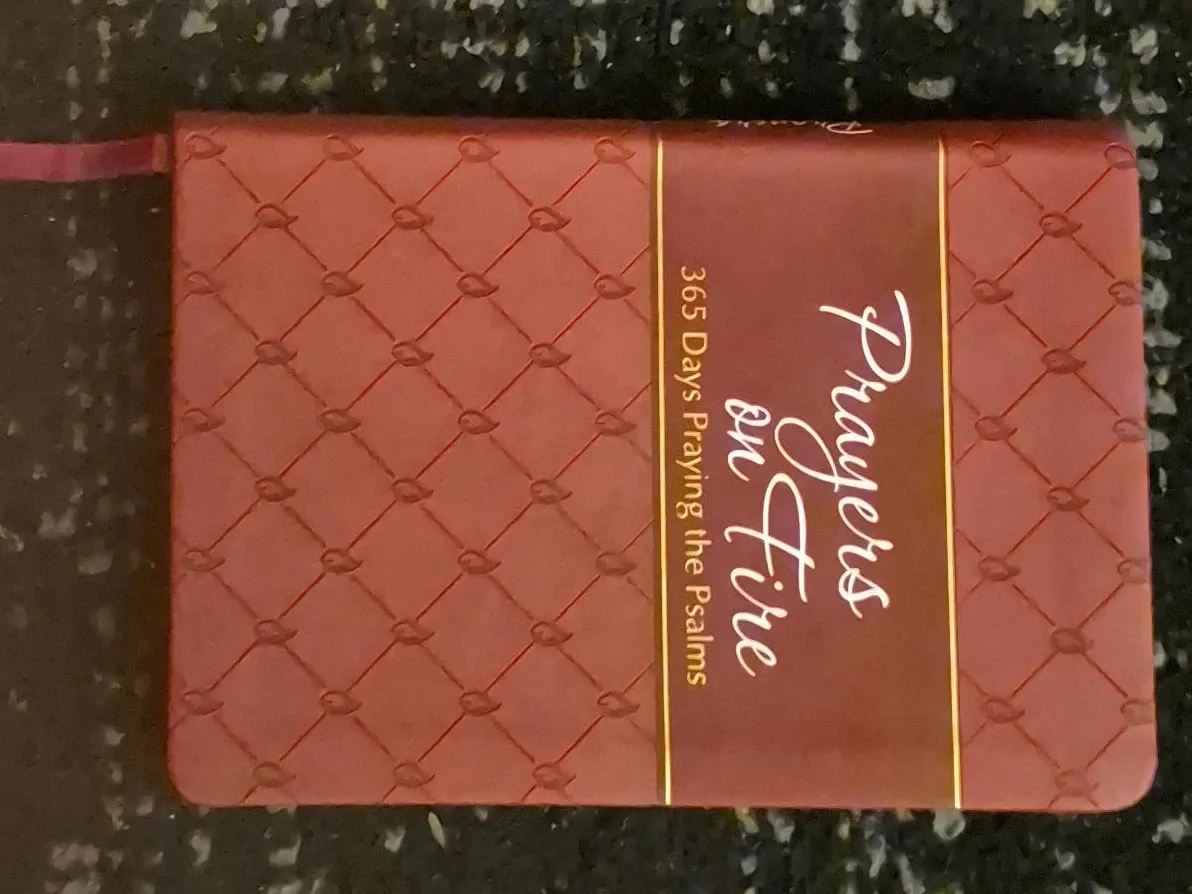 Prayers
on Fire
365 Days Praying the Psalms